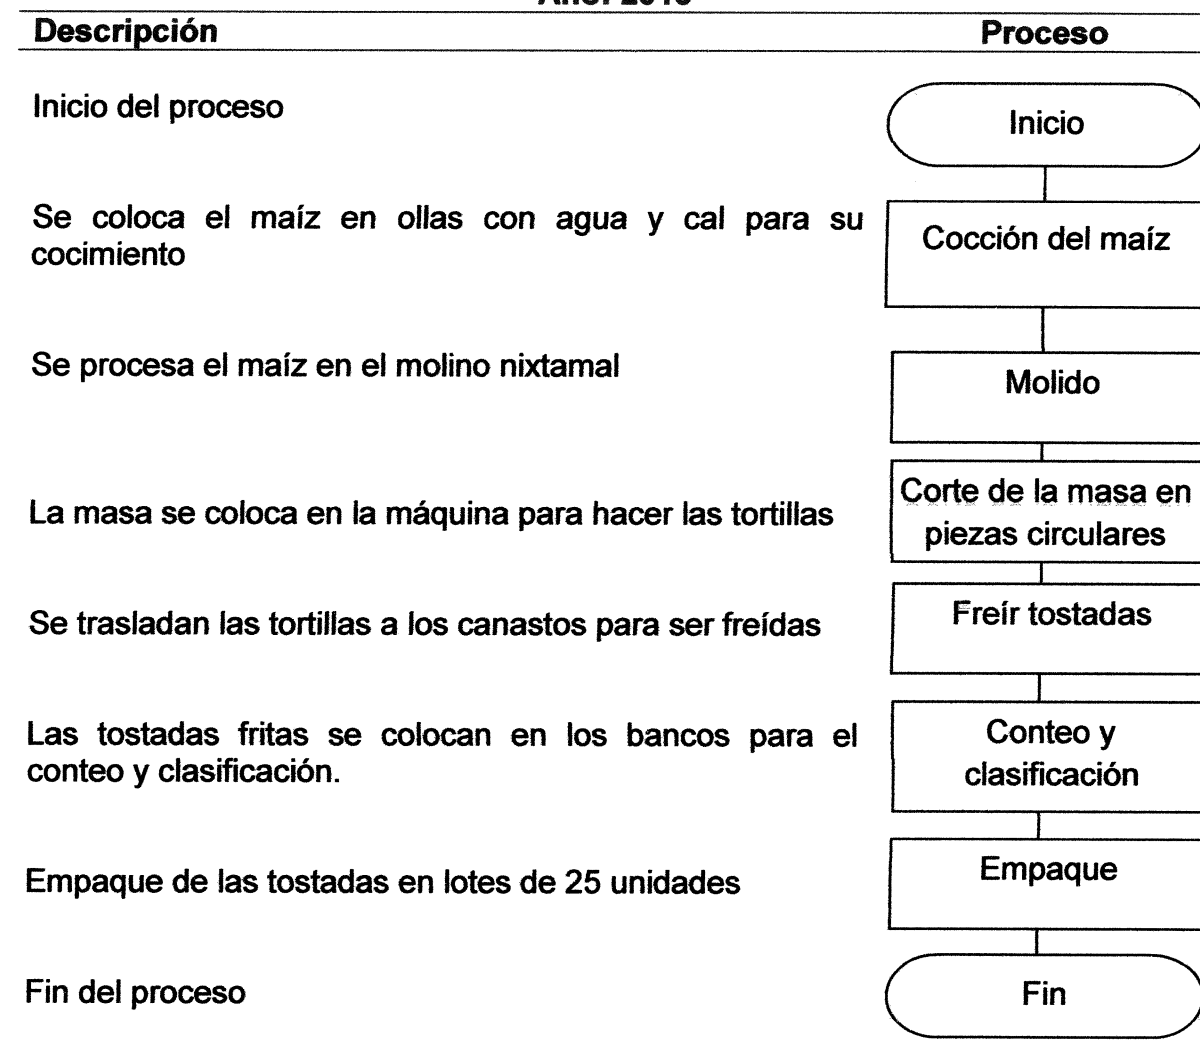 Descripción Proceso
Inicio del proceso
Inicio
Se coloca el maíz en ollas con agua y cal para su
cocimiento
Cocción del maíz
Se procesa el maíz en el molino nixtamal
Molido
La masa se coloca en la máquina para hacer las tortillas
Corte de la masa en
piezas circulares
Se trasladan las tortillas a los canastos para ser freídas
Freír tostadas
Las tostadas fritas se colocan en los bancos para el
conteo y clasificación.
Conteo y
clasificación
Empaque de las tostadas en lotes de 25 unidades
Empaque
Fin del proceso
Fin